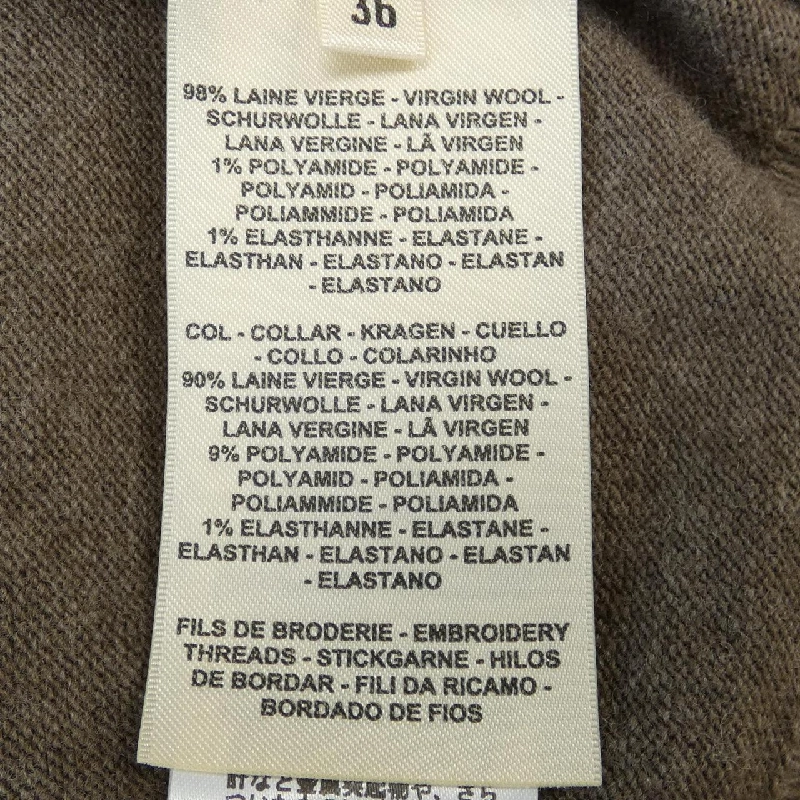 36
98% LAINE VIERGE - VIRGIN WOOL -
SCHURWOLLE - LANA VIRGEN -
LANA VERGINE - LÃ VIRGEN
1% POLYAMIDE - POLYAMIDE -
POLYAMID - POLIAMIDA -
POLIAMMIDE - POLIAMIDA
1% ELASTHANNE - ELASTANE -
ELASTHAN - ELASTANO - ELASTAN
- ELASTANO
COL - COLLAR - KRAGEN - CUELLO
- COLLO - COLARINHO
90% LAINE VIERGE - VIRGIN WOOL -
SCHURWOLLE - LANA VIRGEN -
LANA VERGINE - LÃ VIRGEN
9% POLYAMIDE - POLYAMIDE -
POLYAMID - POLIAMIDA -
POLIAMMIDE - POLIAMIDA
1% ELASTHANNE - ELASTANE -
ELASTHAN - ELASTANO - ELASTAN
- ELASTANO
FILS DE BRODERIE - EMBROIDERY
THREADS - STICKGARNE - HILOS
DE BORDAR - FILI DA RICAMO -
BORDADO DE FIOS